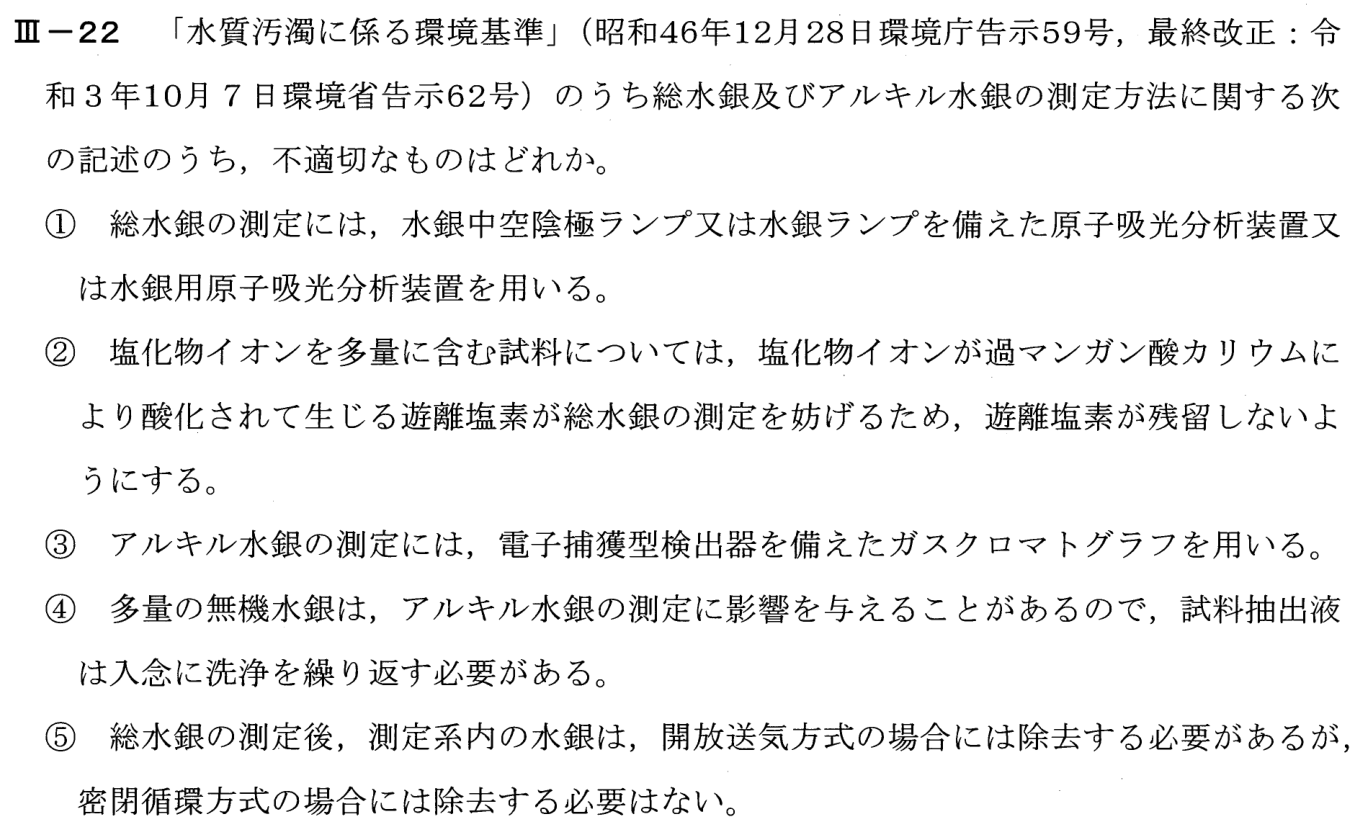 Ⅲ－22　「水質汚濁に係る環境基準」（昭和46年12月28日環境庁告示59号，最終改正：令
和３年10月７日環境省告示62号）のうち総水銀及びアルキル水銀の測定方法に関する次
の記述のうち，不適切なものはどれか。
①　総水銀の測定には，水銀中空陰極ランプ又は水銀ランプを備えた原子吸光分析装置又
は水銀用原子吸光分析装置を用いる。
②　塩化物イオンを多量に含む試料については，塩化物イオンが過マンガン酸カリウムに
より酸化されて生じる遊離塩素が総水銀の測定を妨げるため，遊離塩素が残留しないよ
うにする。
③　アルキル水銀の測定には，電子捕獲型検出器を備えたガスクロマトグラフを用いる。
④　多量の無機水銀は，アルキル水銀の測定に影響を与えることがあるので，試料抽出液
は入念に洗浄を繰り返す必要がある。
⑤　総水銀の測定後，測定系内の水銀は，開放送気方式の場合には除去する必要があるが，
密閉循環方式の場合には除去する必要はない。